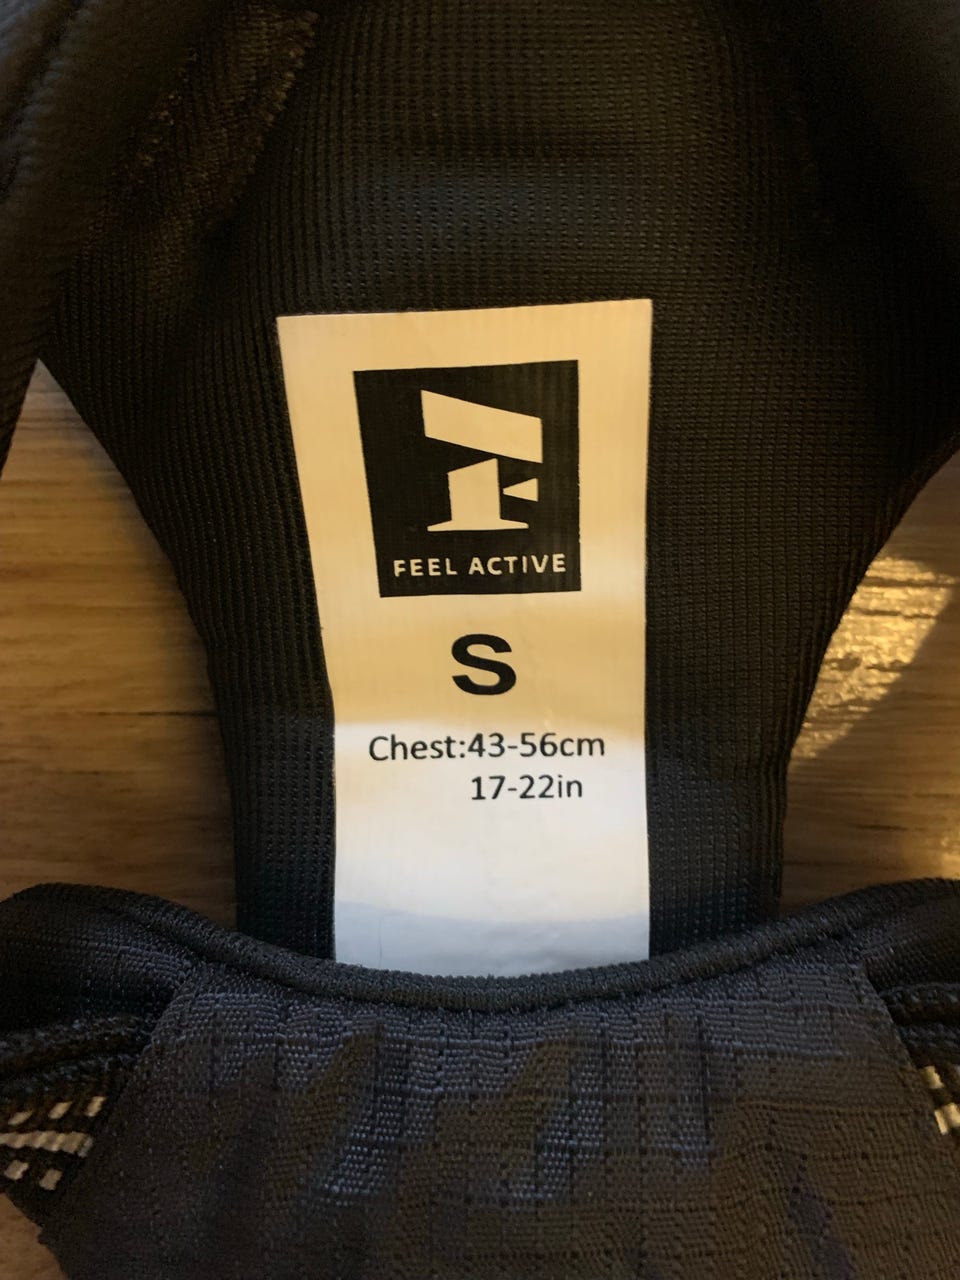 FEEL ACTIVE
S
Chest:43-56cm
17-22in